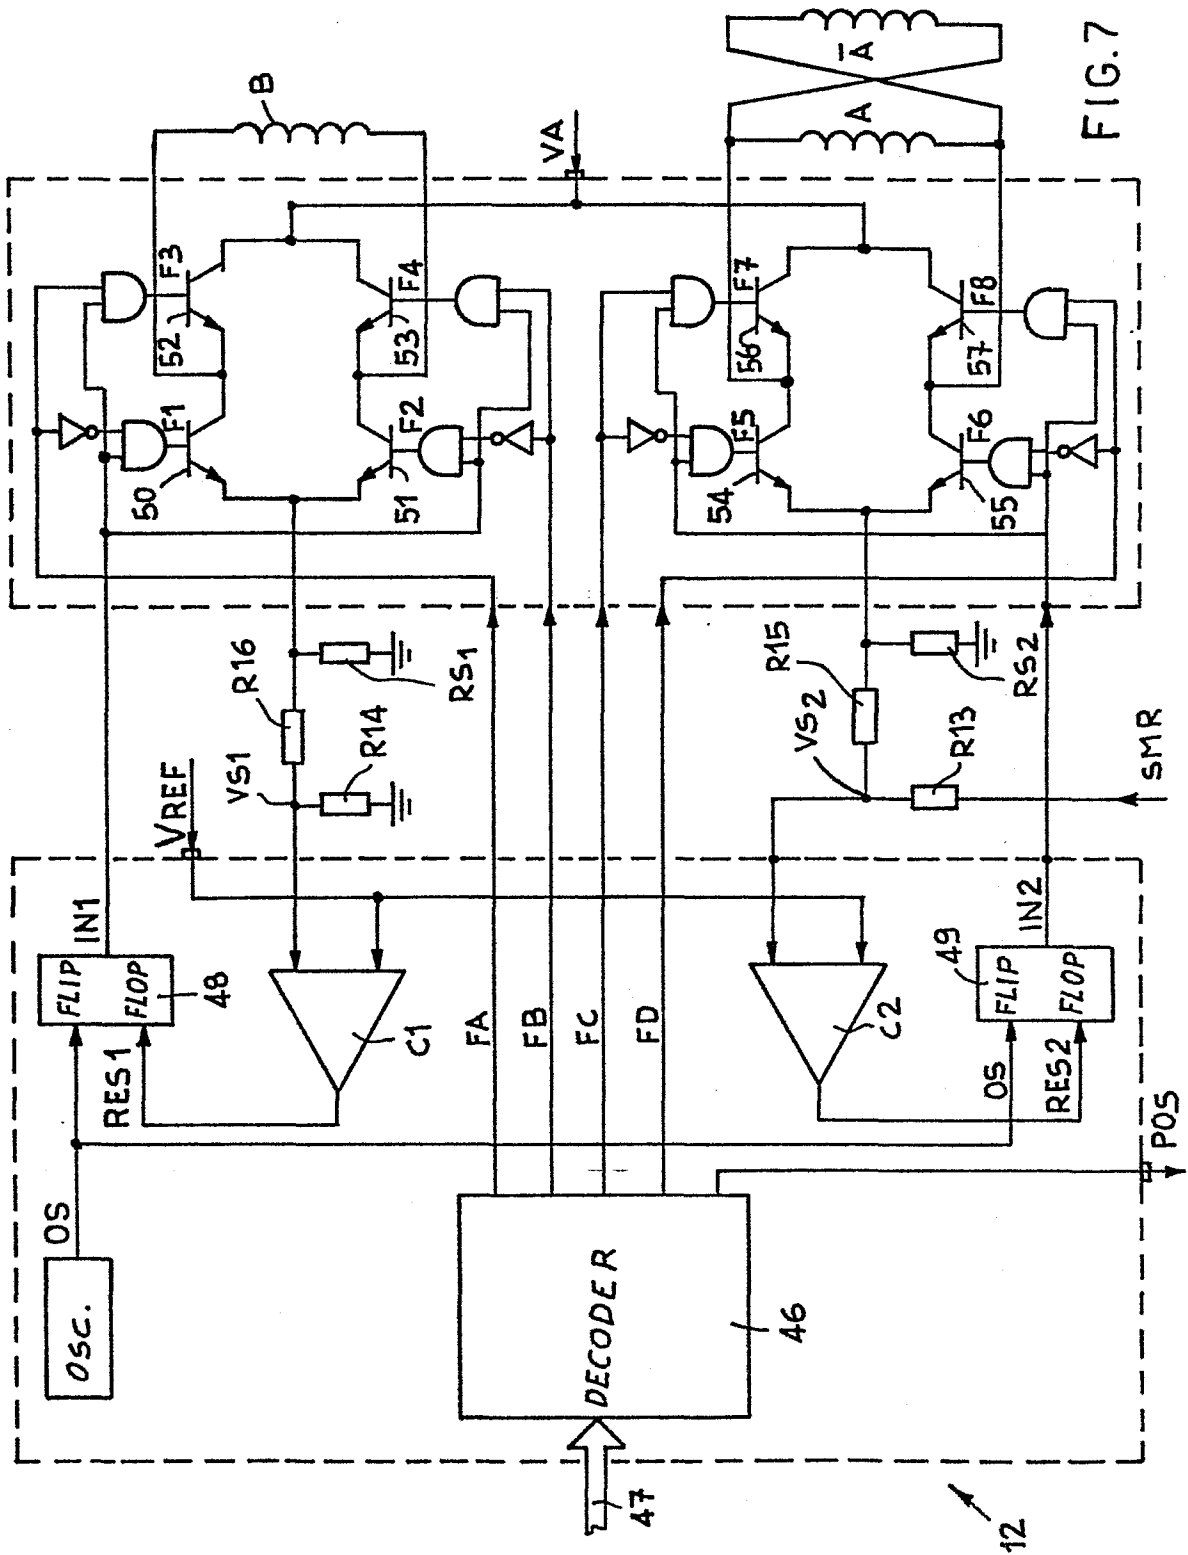 FIG.7
B
A
A̅
VA
F3
52
F4
53
F7
56
F8
57
F1
50
F2
51
F5
54
F6
55
R16
RS1
R14
VS1
VREF
R15
RS2
VS2
R13
SMR
IN1
FLIP
FLOP
48
RES1
C1
FA
FB
FC
FD
C2
IN2
49
FLIP
FLOP
OS
RES2
POS
OS
OSC.
DECODER
46
47
12